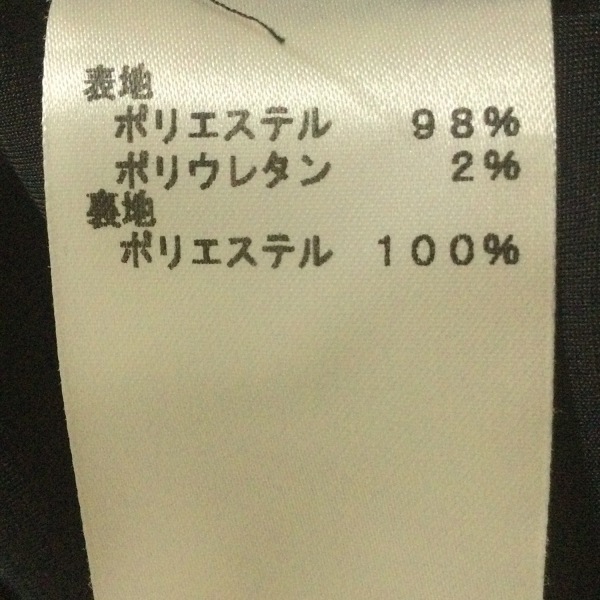 表地
ポリエステル 98%
ポリウレタン 2%
裏地
ポリエステル 100%